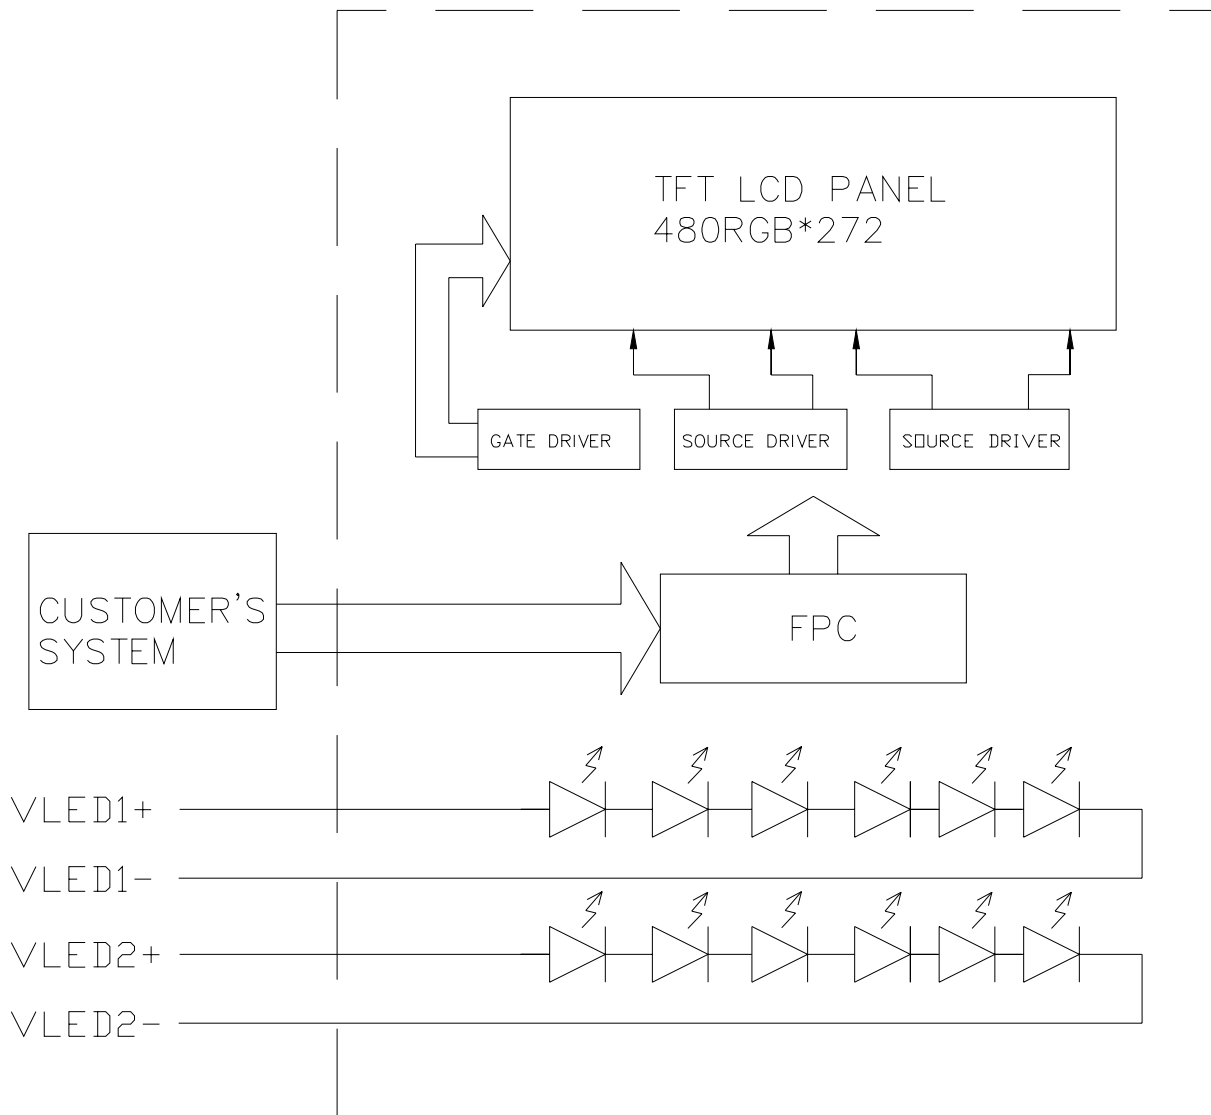 TFT LCD PANEL
480RGB*272
GATE DRIVER
SOURCE DRIVER
SOURCE DRIVER
CUSTOMER'S
SYSTEM
FPC
VLED1+
VLED1-
VLED2+
VLED2-